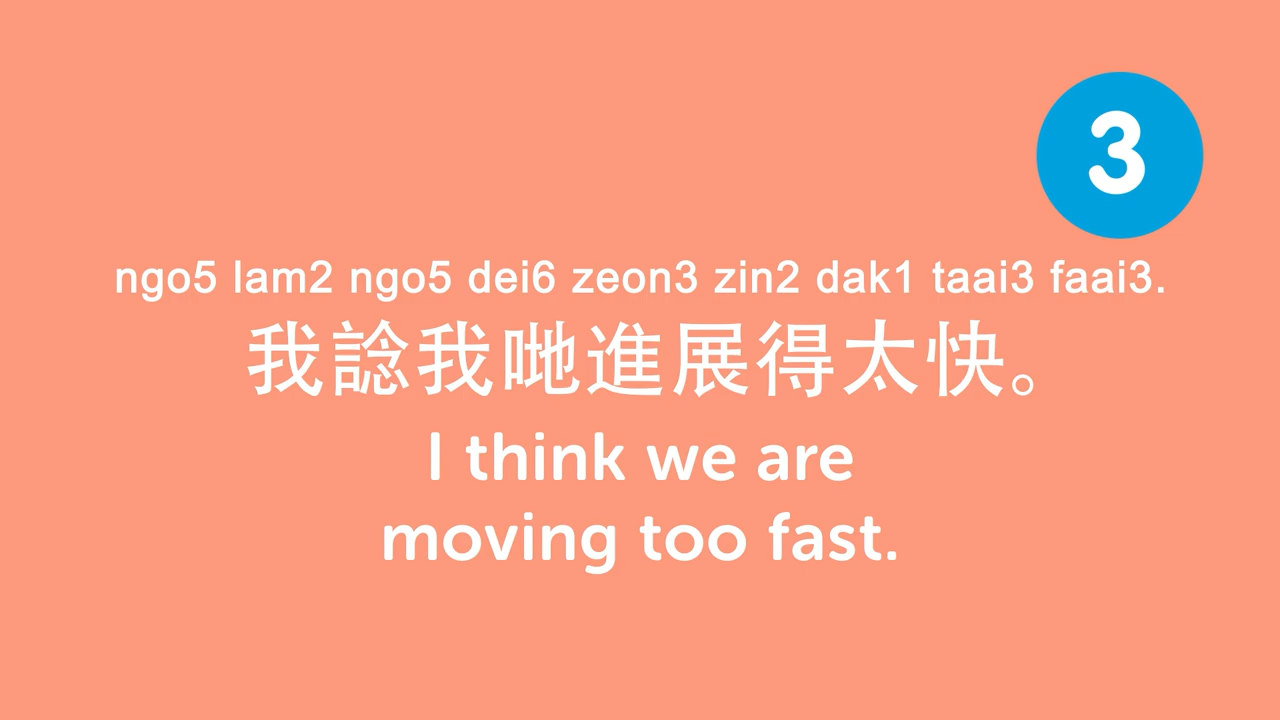 3
ngo5 lam2 ngo5 dei6 zeon3 zin2 dak1 taai3 faai3.
我諗我哋進展得太快。
I think we are
moving too fast.